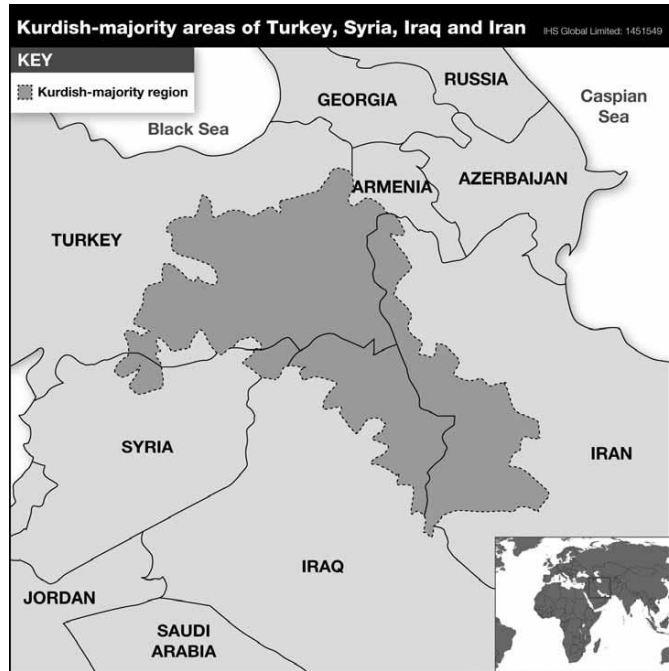 Kurdish-majority areas of Turkey, Syria, Iraq and Iran
IHS Global Limited: 1451549
KEY
Kurdish-majority region
RUSSIA
GEORGIA
Caspian
Sea
Black Sea
ARMENIA
AZERBAIJAN
TURKEY
SYRIA
IRAN
IRAQ
JORDAN
SAUDI
ARABIA